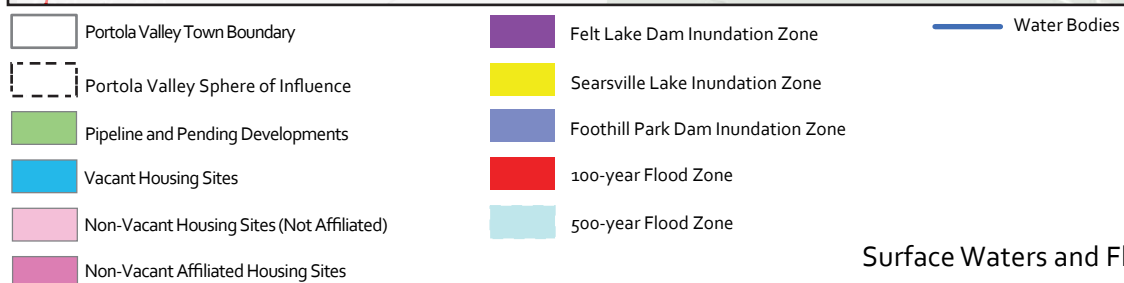 Portola Valley Town Boundary
Portola Valley Sphere of Influence
Pipeline and Pending Developments
Vacant Housing Sites
Non-Vacant Housing Sites (Not Affiliated)
Non-Vacant Affiliated Housing Sites
Felt Lake Dam Inundation Zone
Searsville Lake Inundation Zone
Foothill Park Dam Inundation Zone
100-year Flood Zone
500-year Flood Zone
Water Bodies
Surface Waters and Fl